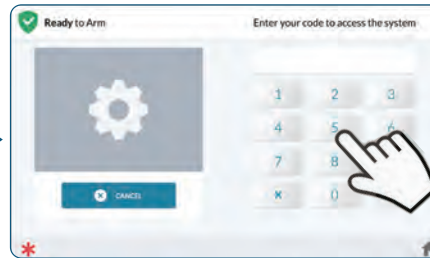 Ready to Arm
Enter your code to access the system
1 2 3
4 5 6
7 8
CANCEL
* 0
*